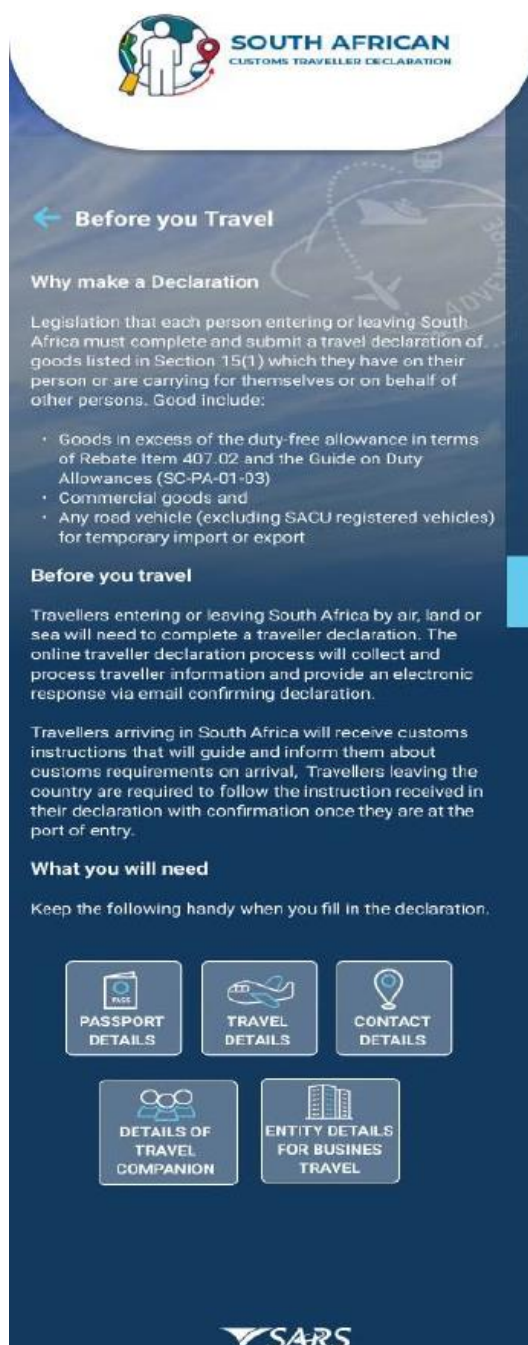 SOUTH AFRICAN
CUSTOMS TRAVELLER DECLARATION
ADVENTURE
Before you Travel
Why make a Declaration
Legislation that each person entering or leaving South
Africa must complete and submit a travel declaration of
goods listed in Section 15(1) which they have on their
person or are carrying for themselves or on behalf of
other persons. Good include:
· Goods in excess of the duty-free allowance in terms
of Rebate Item 407.02 and the Guide on Duty
Allowances (SC-PA-01-03)
· Commercial goods and
· Any road vehicle (excluding SACU registered vehicles)
for temporary import or export
Before you travel
Travellers entering or leaving South Africa by air, land or
sea will need to complete a traveller declaration. The
online traveller declaration process will collect and
process traveller information and provide an electronic
response via email confirming declaration.
Travellers arriving in South Africa will receive customs
instructions that will guide and inform them about
customs requirements on arrival, Travellers leaving the
country are required to follow the instruction received in
their declaration with confirmation once they are at the
port of entry.
What you will need
Keep the following handy when you fill in the declaration.
PASS
PASSPORT
DETAILS
TRAVEL
DETAILS
CONTACT
DETAILS
DETAILS OF
TRAVEL
COMPANION
ENTITY DETAILS
FOR BUSINES
TRAVEL
SARS